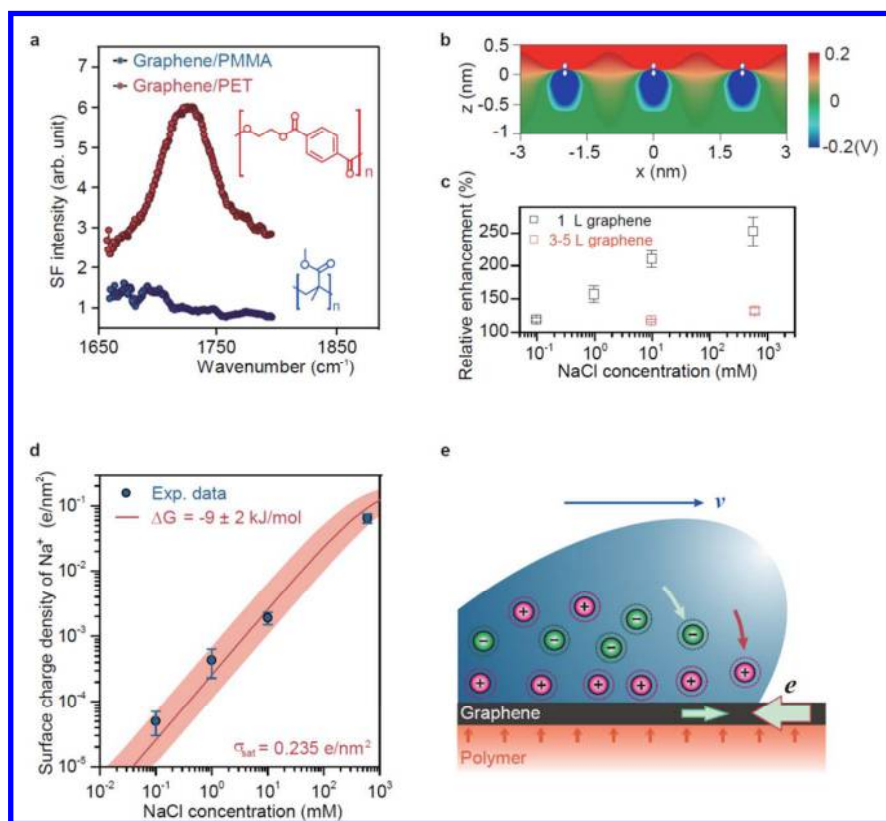 a
Graphene/PMMA
Graphene/PET
SF intensity (arb. unit)
6
5
4
3
2
1
1650
1750
1850
Wavenumber (cm⁻¹)
O
O
O
O
n
O
O
n
b
z (nm)
0.5
0
-0.5
-1
-3
-1.5
0
1.5
3
x (nm)
0.2
0
-0.2(V)
c
Relative enhancement (%)
1 L graphene
3-5 L graphene
250
200
150
100
10⁻¹
10⁰
10¹
10²
10³
NaCl concentration (mM)
d
Surface charge density of Na⁺ (e/nm²)
Exp. data
ΔG = -9 ± 2 kJ/mol
10⁻¹
10⁻²
10⁻³
10⁻⁴
10⁻⁵
σsat = 0.235 e/nm²
10⁻²
10⁻¹
10⁰
10¹
10²
10³
NaCl concentration (mM)
e
v
e
Graphene
Polymer